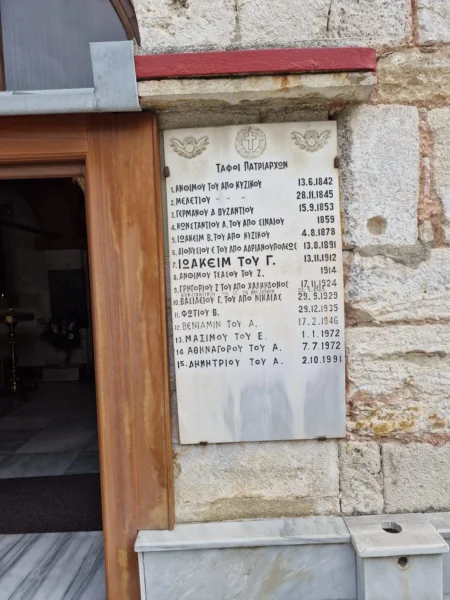 ΤΑΦΟΙ ΠΑΤΡΙΑΡΧΩΝ
1. ΑΝΘΙΜΟΥ ΤΟΥ ΑΠΟ ΚΥΖΙΚΟΥ 13.6.1842
2. ΜΕΛΕΤΙΟΥ - - - 28.11.1845
3. ΓΕΡΜΑΝΟΥ Δ. ΒΥΖΑΝΤΙΟΥ 15.9.1853
4. ΚΩΝΣΤΑΝΤΙΟΥ Α. ΤΟΥ ΑΠΟ ΣΙΝΑΙΟΥ 1859
5. ΙΩΑΚΕΙΜ Β. ΤΟΥ ΑΠΟ ΚΥΖΙΚΟΥ 4.8.1878
6. ΔΙΟΝΥΣΙΟΥ Ε ΤΟΥ ΑΠΟ ΑΔΡΙΑΝΟΥΠΟΛΕΩΣ 13.8.1891
7. ΙΩΑΚΕΙΜ ΤΟΥ Γ. 13.11.1912
8. ΑΝΘΙΜΟΥ ΤΣΑΤΣΟΥ ΤΟΥ Ζ. 1914
9. ΓΡΗΓΟΡΙΟΥ Ζ ΤΟΥ ΑΠΟ ΧΑΛΚΗΔΟΝΟΣ 17.11.1924
10. ΒΑΣΙΛΕΙΟΥ Γ. ΤΟΥ ΑΠΟ ΝΙΚΑΙΑΣ 29.9.1929
11. ΦΩΤΙΟΥ Β. 29.12.1935
12. ΒΕΝΙΑΜΙΝ ΤΟΥ Α. 17.2.1946
13. ΜΑΞΙΜΟΥ ΤΟΥ Ε. 1.1.1972
14. ΑΘΗΝΑΓΟΡΟΥ ΤΟΥ Α. 7.7.1972
15. ΔΗΜΗΤΡΙΟΥ ΤΟΥ Α. 2.10.1991